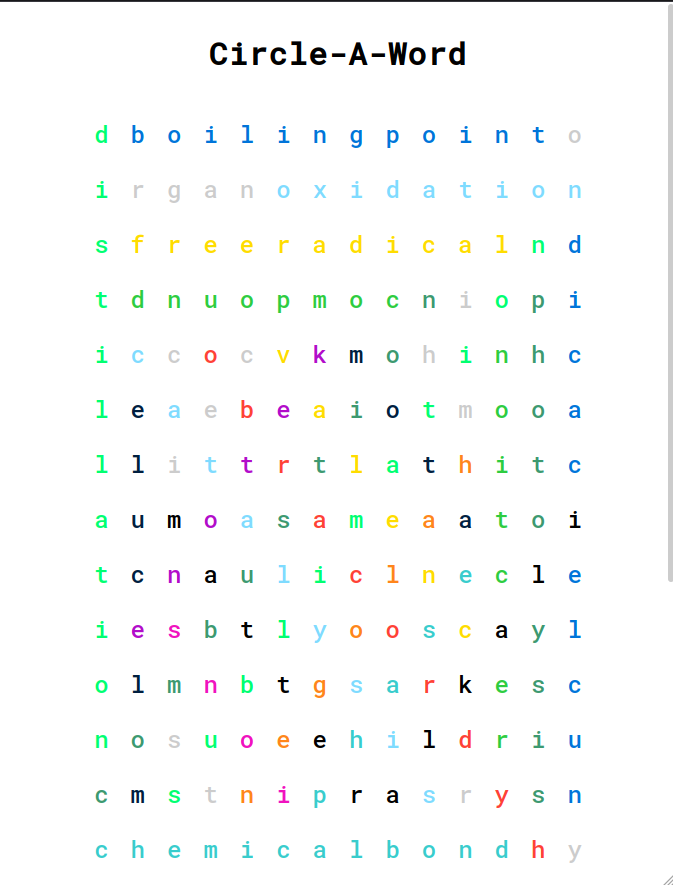 Circle-A-Word
d b o i l i n g p o i n t o
i r g a n o x i d a t i o n
s f r e e r a d i c a l n d
t d n u o p m o c n i o p i
i c c o c v k m o h i n h c
l e a e b e a i o t m o o a
l l i t t r t l a t h i t c
a u m o a s a m e a a t o i
t c n a u l i c l n e c l e
i e s b t l y o o s c a y l
o l m n b t g s a r k e s c
n o s u o e e h i l d r i u
c m s t n i p r a s r y s n
c h e m i c a l b o n d h y